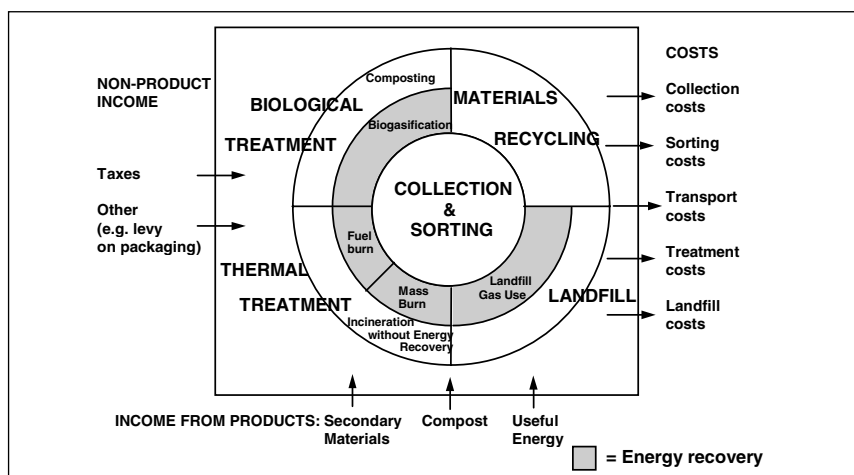 NON-PRODUCT
INCOME
Taxes
Other
(e.g. levy
on packaging)
Composting
BIOLOGICAL
TREATMENT
Biogasification
MATERIALS
RECYCLING
COLLECTION
&
SORTING
Fuel
burn
THERMAL
TREATMENT
Mass
Burn
Incineration
without Energy
Recovery
Landfill
Gas Use
LANDFILL
COSTS
Collection
costs
Sorting
costs
Transport
costs
Treatment
costs
Landfill
costs
INCOME FROM PRODUCTS: Secondary
Materials
Compost
Useful
Energy
= Energy recovery